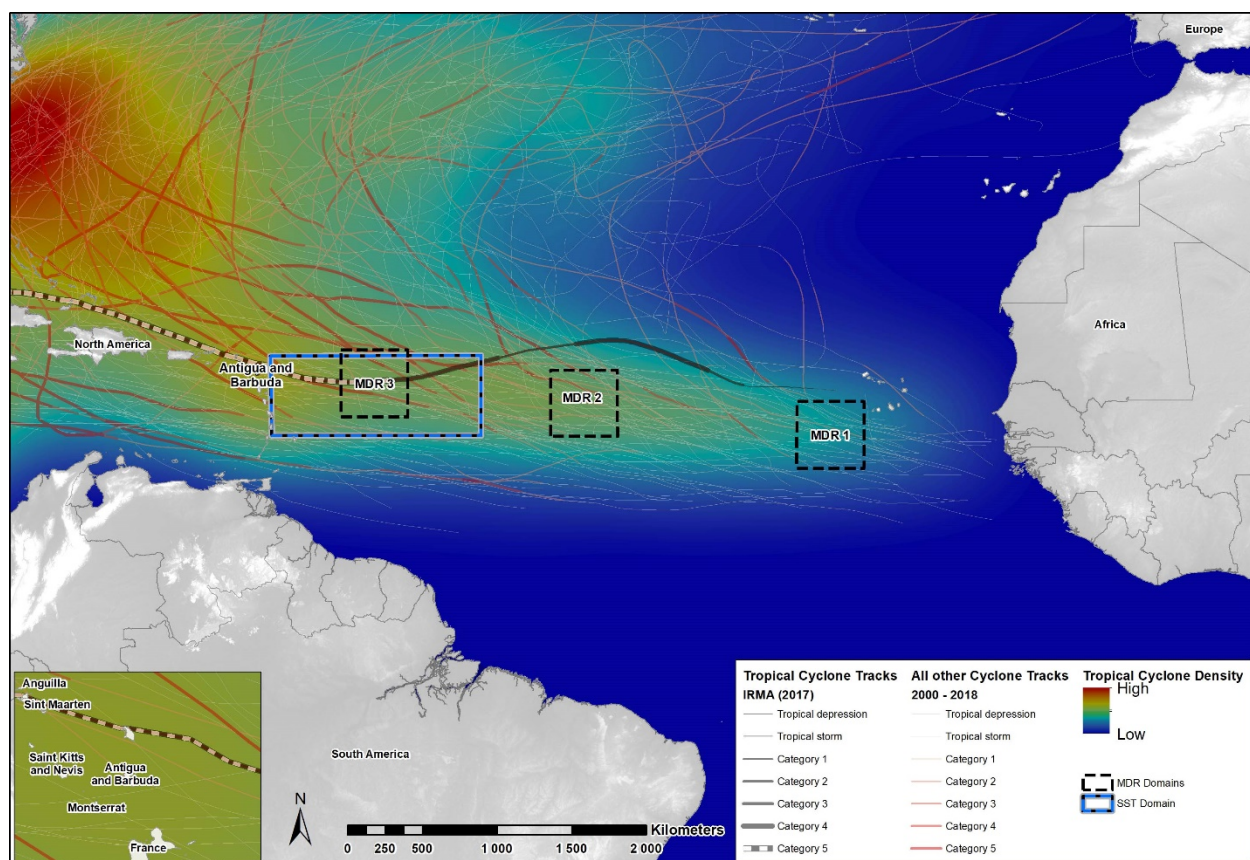 Europe
North America
Antigua and
Barbuda
MDR 3
MDR 2
MDR 1
Africa
South America
Anguilla
Sint Maarten
Saint Kitts
and Nevis
Antigua and
Barbuda
Montserrat
France
N
Kilometers
0 250 500 1 000 1 500 2 000
Tropical Cyclone Tracks
IRMA (2017)
Tropical depression
Tropical storm
Category 1
Category 2
Category 3
Category 4
Category 5
All other Cyclone Tracks
2000 - 2018
Tropical depression
Tropical storm
Category 1
Category 2
Category 3
Category 4
Category 5
Tropical Cyclone Density
High
Low
MDR Domains
SST Domain